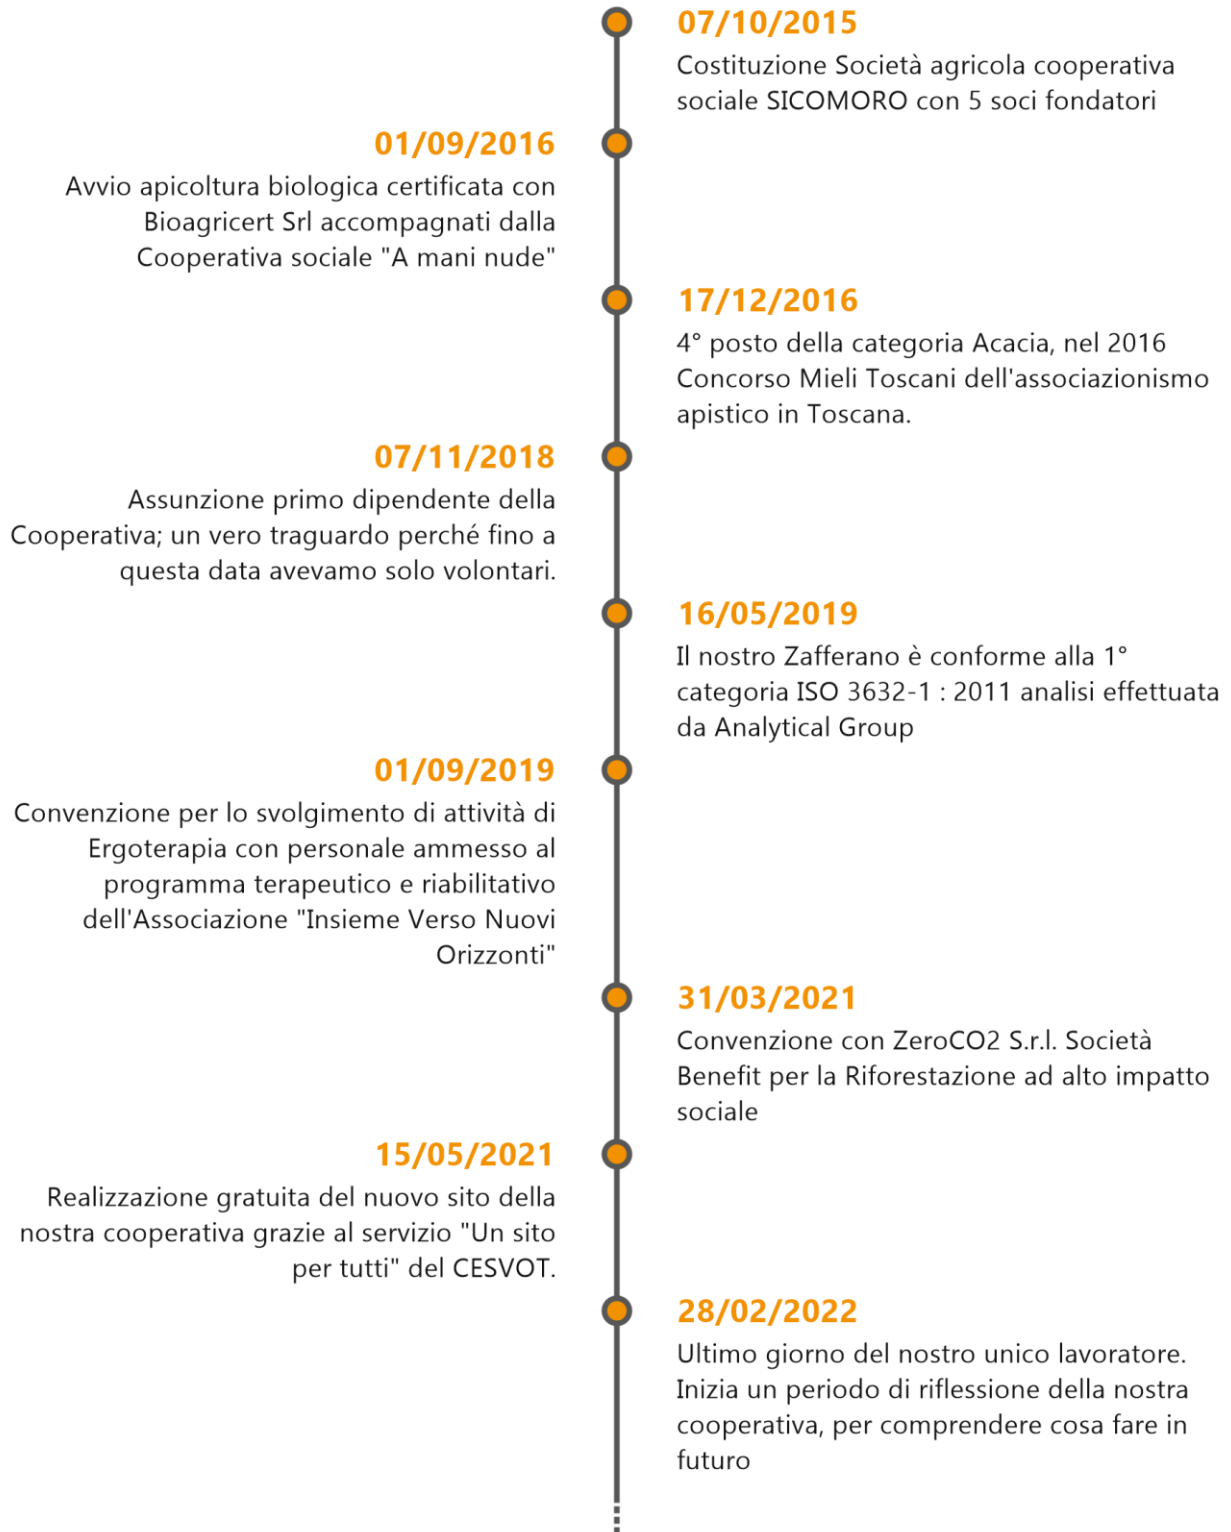 07/10/2015
Costituzione Società agricola cooperativa
sociale SICOMORO con 5 soci fondatori
01/09/2016
Avvio apicoltura biologica certificata con
Bioagricert Srl accompagnati dalla
Cooperativa sociale "A mani nude"
17/12/2016
4° posto della categoria Acacia, nel 2016
Concorso Mieli Toscani dell'associazionismo
apistico in Toscana.
07/11/2018
Assunzione primo dipendente della
Cooperativa; un vero traguardo perché fino a
questa data avevamo solo volontari.
16/05/2019
Il nostro Zafferano è conforme alla 1°
categoria ISO 3632-1 : 2011 analisi effettuata
da Analytical Group
01/09/2019
Convenzione per lo svolgimento di attività di
Ergoterapia con personale ammesso al
programma terapeutico e riabilitativo
dell'Associazione "Insieme Verso Nuovi
Orizzonti"
31/03/2021
Convenzione con ZeroCO2 S.r.l. Società
Benefit per la Riforestazione ad alto impatto
sociale
15/05/2021
Realizzazione gratuita del nuovo sito della
nostra cooperativa grazie al servizio "Un sito
per tutti" del CESVOT.
28/02/2022
Ultimo giorno del nostro unico lavoratore.
Inizia un periodo di riflessione della nostra
cooperativa, per comprendere cosa fare in
futuro